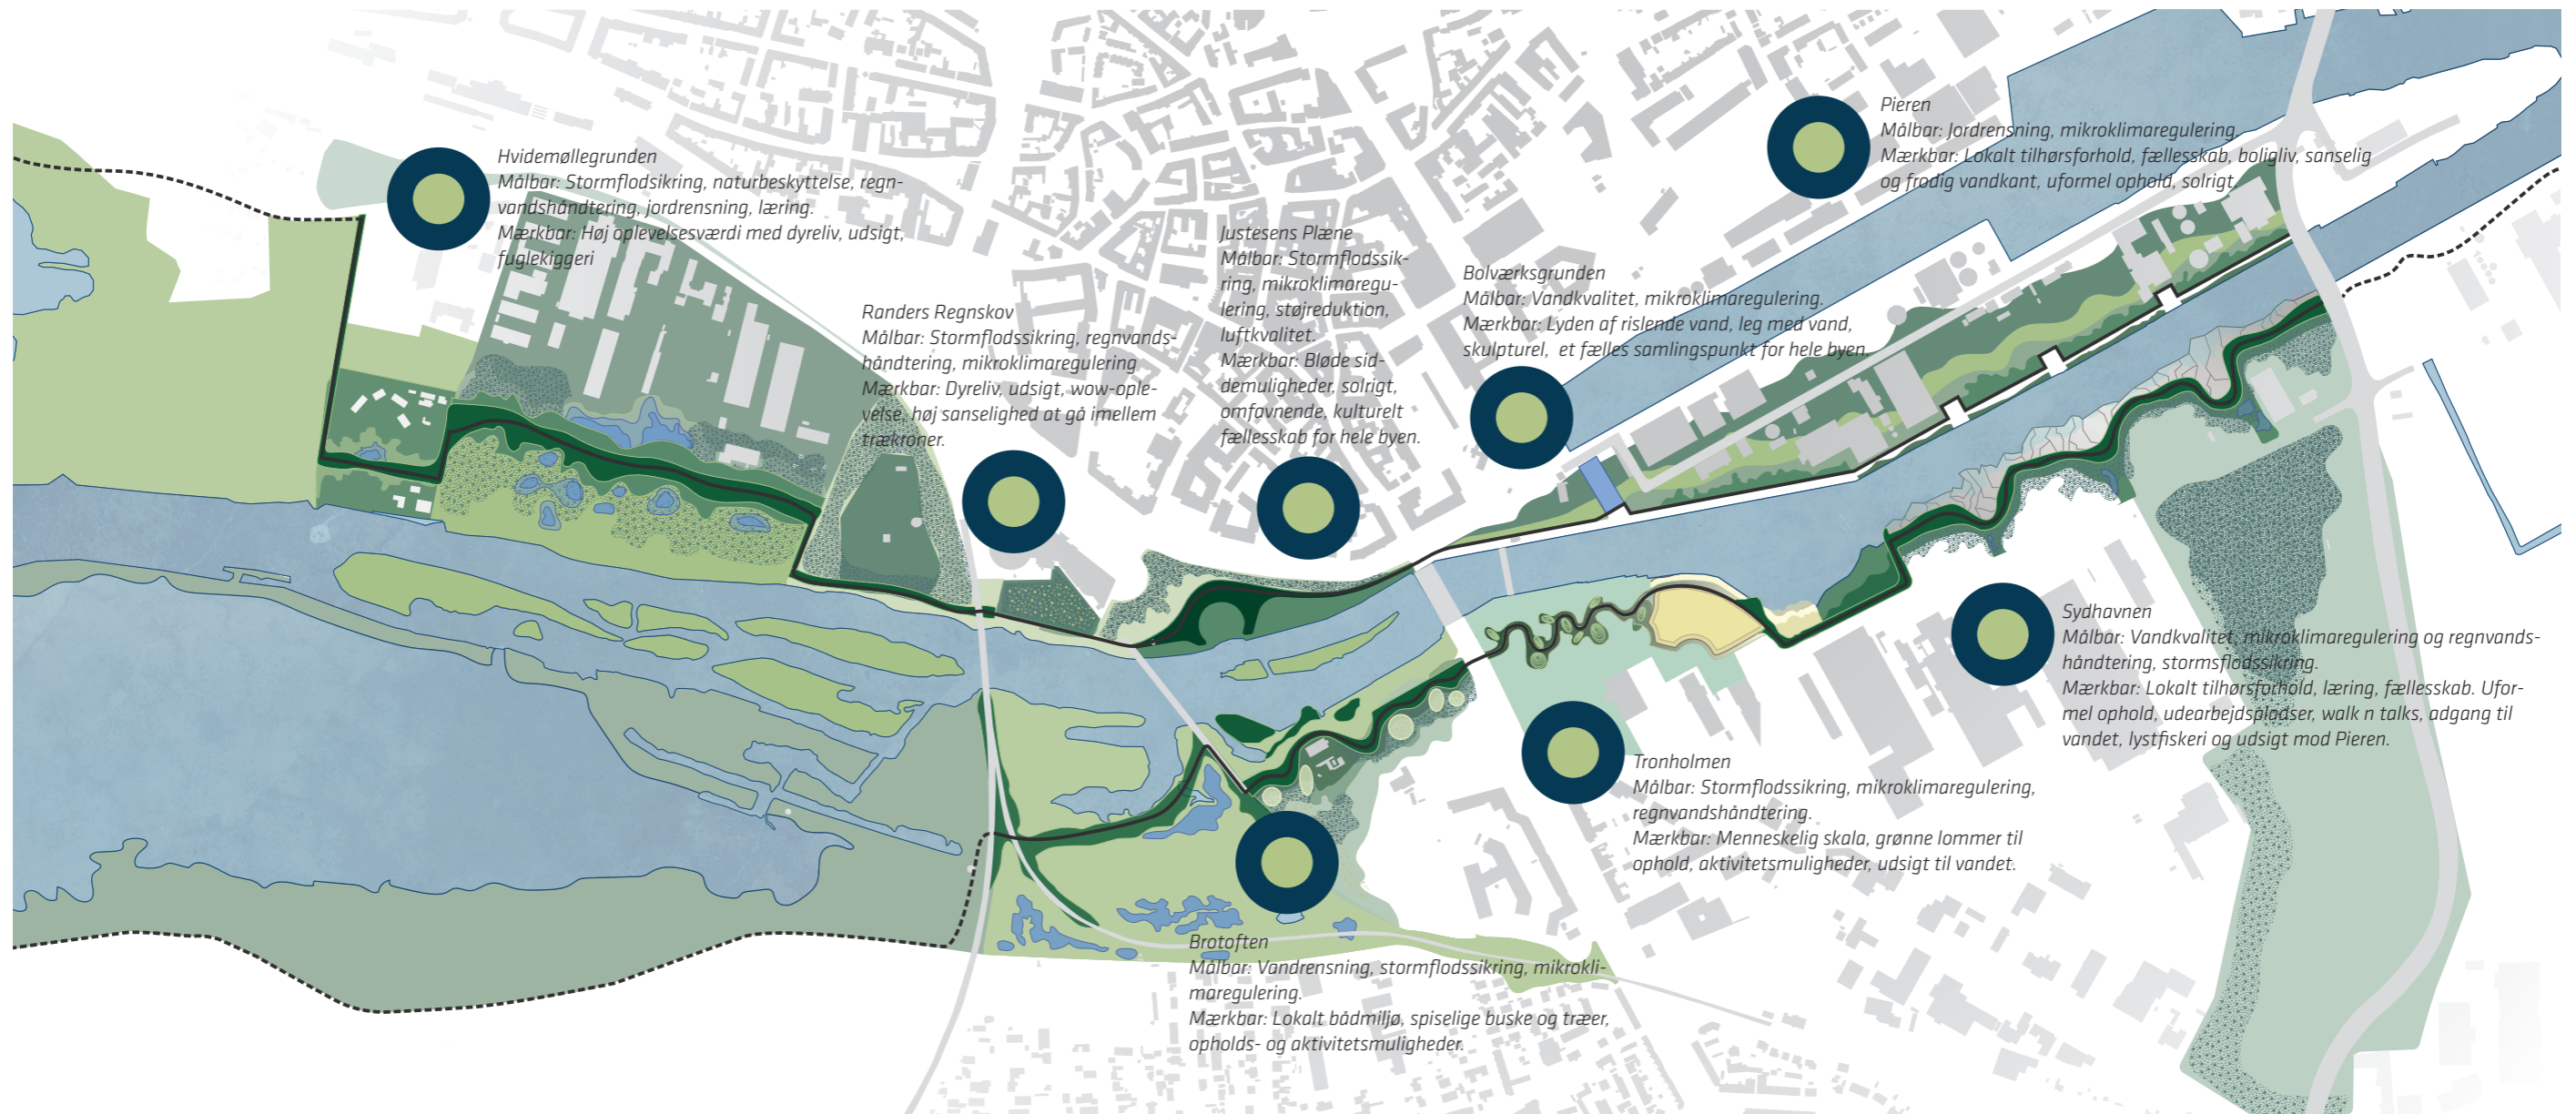 Hvidemøllegrunden
Målbar: Stormflodsikring, naturbeskyttelse, regn-
vandshåndtering, jordrensning, læring.
Mærkbar: Høj oplevelsesværdi med dyreliv, udsigt,
fuglekiggeri
Randers Regnskov
Målbar: Stormflodssikring, regnvands-
håndtering, mikroklimaregulering
Mærkbar: Dyreliv, udsigt, wow-ople-
velse, høj sanselighed at gå imellem
trækroner.
Justesens Plæne
Målbar: Stormflodssik-
ring, mikroklimaregu-
lering, støjreduktion,
luftkvalitet.
Mærkbar: Bløde sid-
demuligheder, solrigt,
omfavnende, kulturelt
fællesskab for hele byen.
Bolværksgrunden
Målbar: Vandkvalitet, mikroklimaregulering.
Mærkbar: Lyden af rislende vand, leg med vand,
skulpturel, et fælles samlingspunkt for hele byen.
Pieren
Målbar: Jordrensning, mikroklimaregulering.
Mærkbar: Lokalt tilhørsforhold, fællesskab, boligliv, sanselig
og frodig vandkant, uformel ophold, solrigt.
Sydhavnen
Målbar: Vandkvalitet, mikroklimaregulering og regnvands-
håndtering, stormsflodssikring.
Mærkbar: Lokalt tilhørsforhold, læring, fællesskab. Ufor-
mel ophold, udearbejdspladser, walk n talks, adgang til
vandet, lystfiskeri og udsigt mod Pieren.
Tronholmen
Målbar: Stormflodssikring, mikroklimaregulering,
regnvandshåndtering.
Mærkbar: Menneskelig skala, grønne lommer til
ophold, aktivitetsmuligheder, udsigt til vandet.
Brotoften
Målbar: Vandrensning, stormflodssikring, mikrokli-
maregulering.
Mærkbar: Lokalt bådmiljø, spiselige buske og træer,
opholds- og aktivitetsmuligheder.